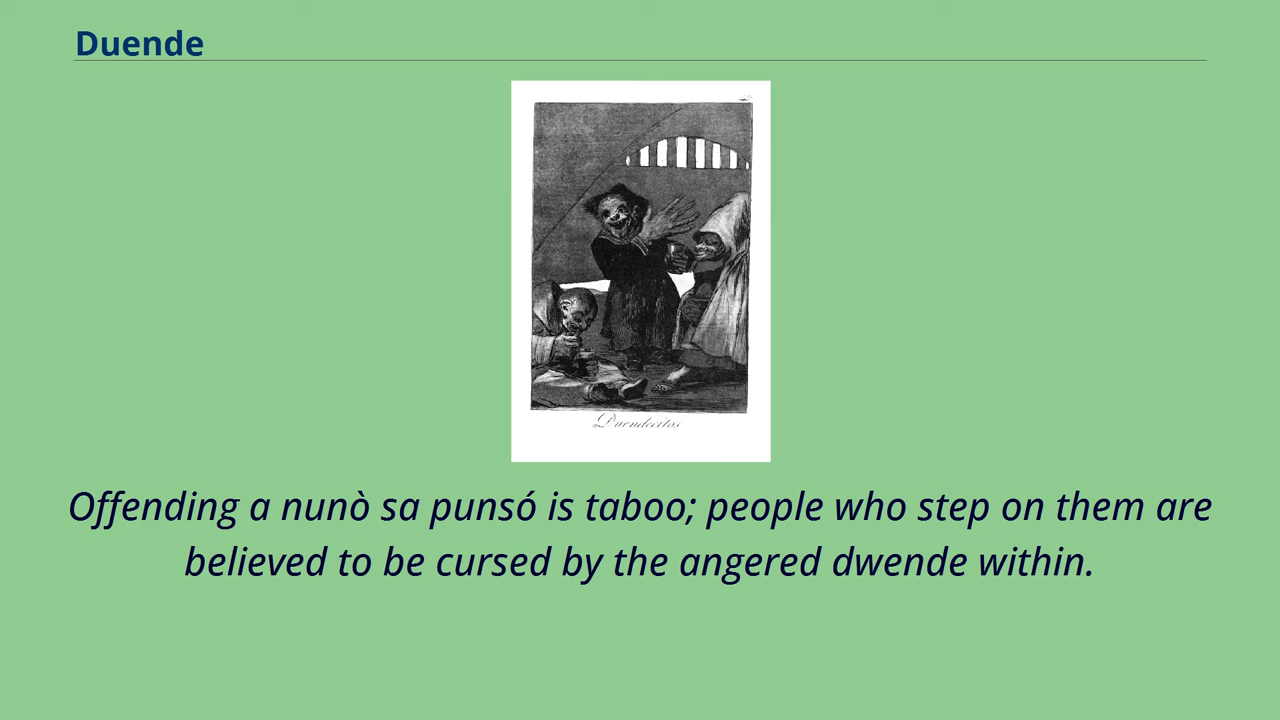 Duende
Duendecitos
Offending a nunò sa punsó is taboo; people who step on them are
believed to be cursed by the angered dwende within.